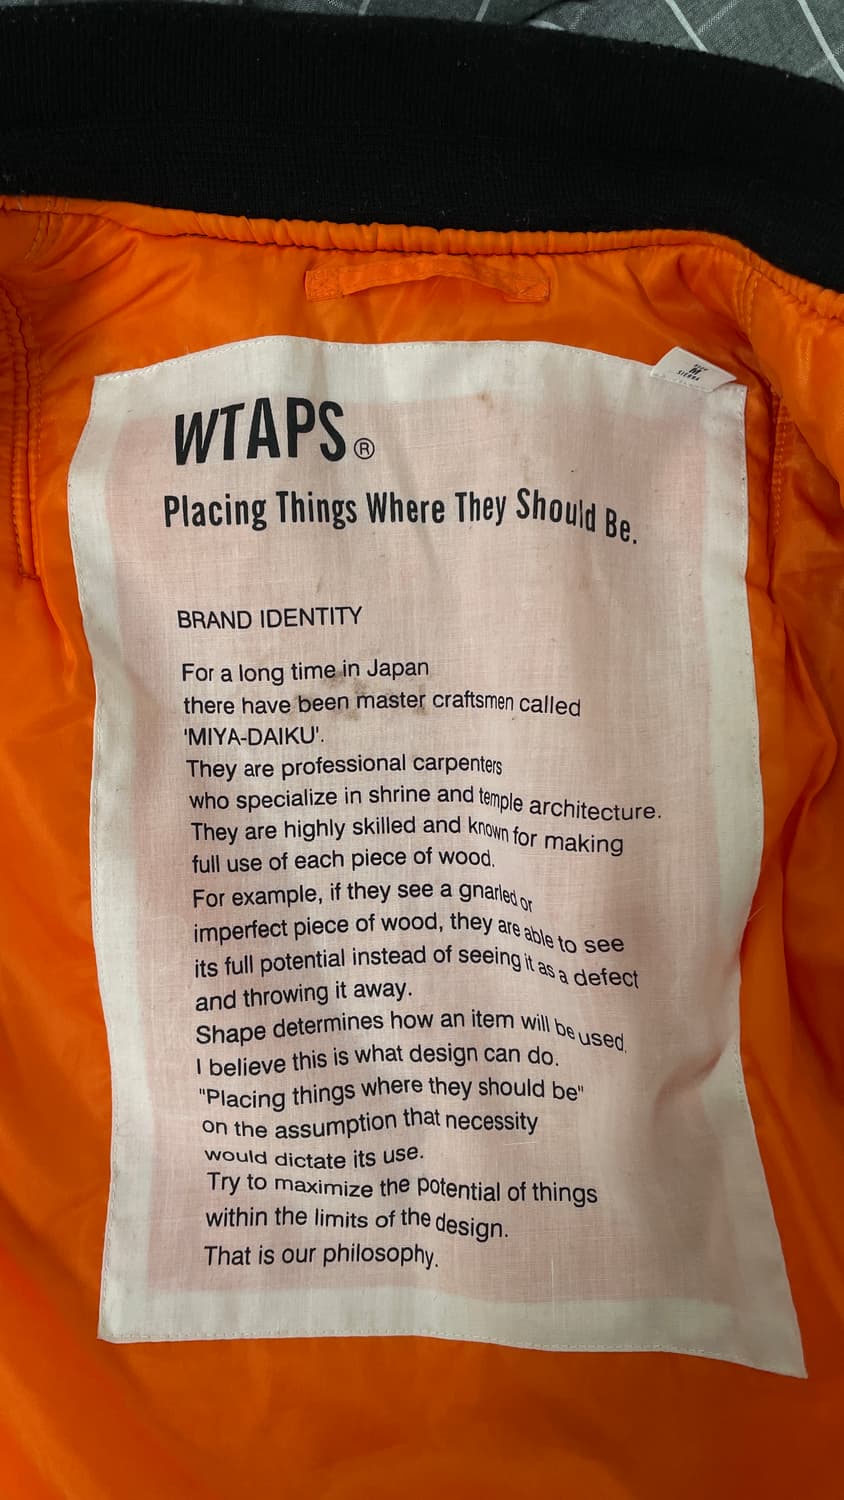 WTAPS®
Placing Things Where They Should Be.
BRAND IDENTITY
For a long time in Japan
there have been master craftsmen called
'MIYA-DAIKU'.
They are professional carpenters
who specialize in shrine and temple architecture.
They are highly skilled and known for making
full use of each piece of wood.
For example, if they see a gnarled or
imperfect piece of wood, they are able to see
its full potential instead of seeing it as a defect
and throwing it away.
Shape determines how an item will be used.
I believe this is what design can do.
"Placing things where they should be"
on the assumption that necessity
would dictate its use.
Try to maximize the potential of things
within the limits of the design.
That is our philosophy.
M